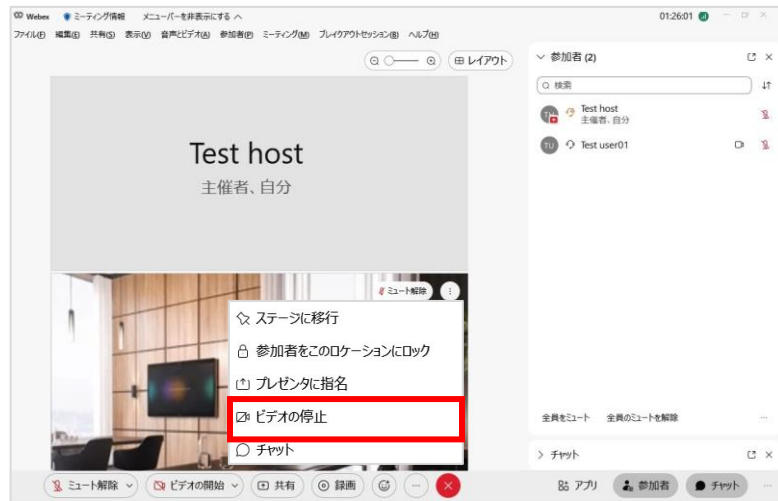 Webex ミーティング情報 メニューバーを非表示にする 01:26:01
ファイル(F) 編集(E) 共有(S) 表示(V) 音声とビデオ(A) 参加者(P) ミーティング(M) ブレイクアウトセッション(B) ヘルプ(H)
レイアウト
参加者 (2)
検索
TH Test host
主催者、自分
TU Test user01
Test host
主催者、自分
ミュート解除
ステージに移行
参加者をこのロケーションにロック
プレゼンタに指名
ビデオの停止
チャット
全員をミュート 全員のミュートを解除
チャット
ミュート解除 ビデオの開始 共有 録画 アプリ 参加者 チャット